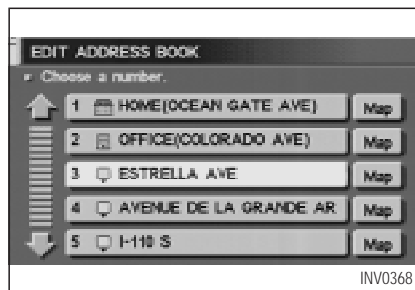 EDIT ADDRESS BOOK
Choose a number.
1 HOME(OCEAN GATE AVE) Map
2 OFFICE(COLORADO AVE) Map
3 ESTRELLA AVE Map
4 AVENUE DE LA GRANDE AR Map
5 I-110 S Map
INV0368